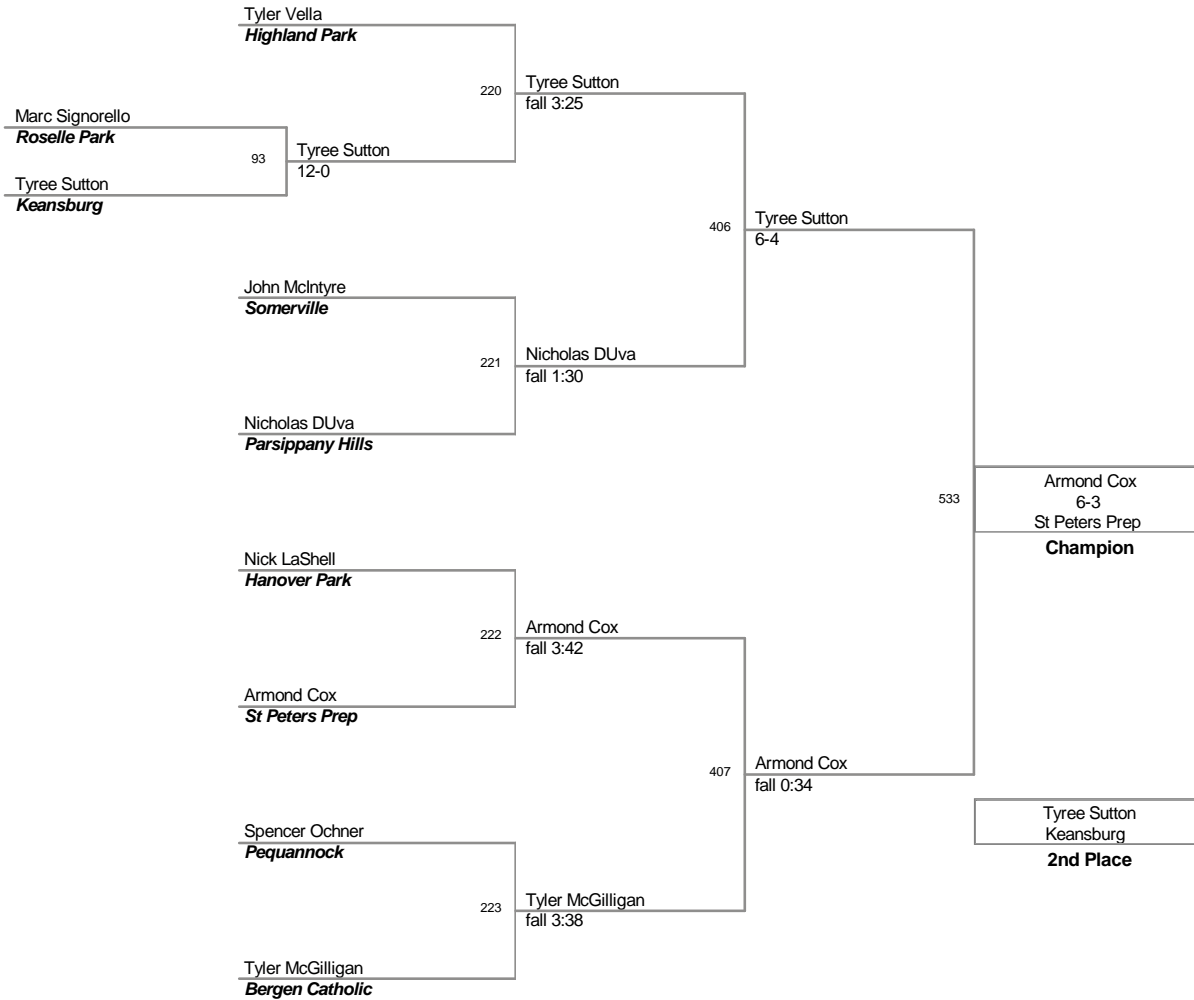 Tyler Vella
Highland Park
220
Tyree Sutton
fall 3:25
Marc Signorello
Roselle Park
93
Tyree Sutton
12-0
Tyree Sutton
Keansburg
406
Tyree Sutton
6-4
John McIntyre
Somerville
221
Nicholas DUva
fall 1:30
Nicholas DUva
Parsippany Hills
533
Armond Cox
6-3
St Peters Prep
Champion
Nick LaShell
Hanover Park
222
Armond Cox
fall 3:42
Armond Cox
St Peters Prep
407
Armond Cox
fall 0:34
Tyree Sutton
Keansburg
2nd Place
Spencer Ochner
Pequannock
223
Tyler McGilligan
fall 3:38
Tyler McGilligan
Bergen Catholic